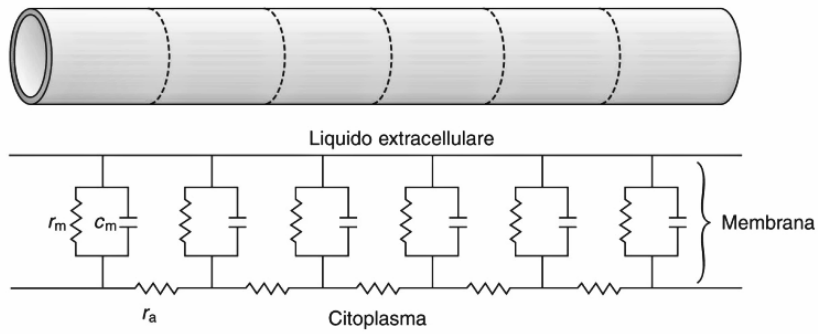 Liquido extracellulare
rm cm
Membrana
ra
Citoplasma